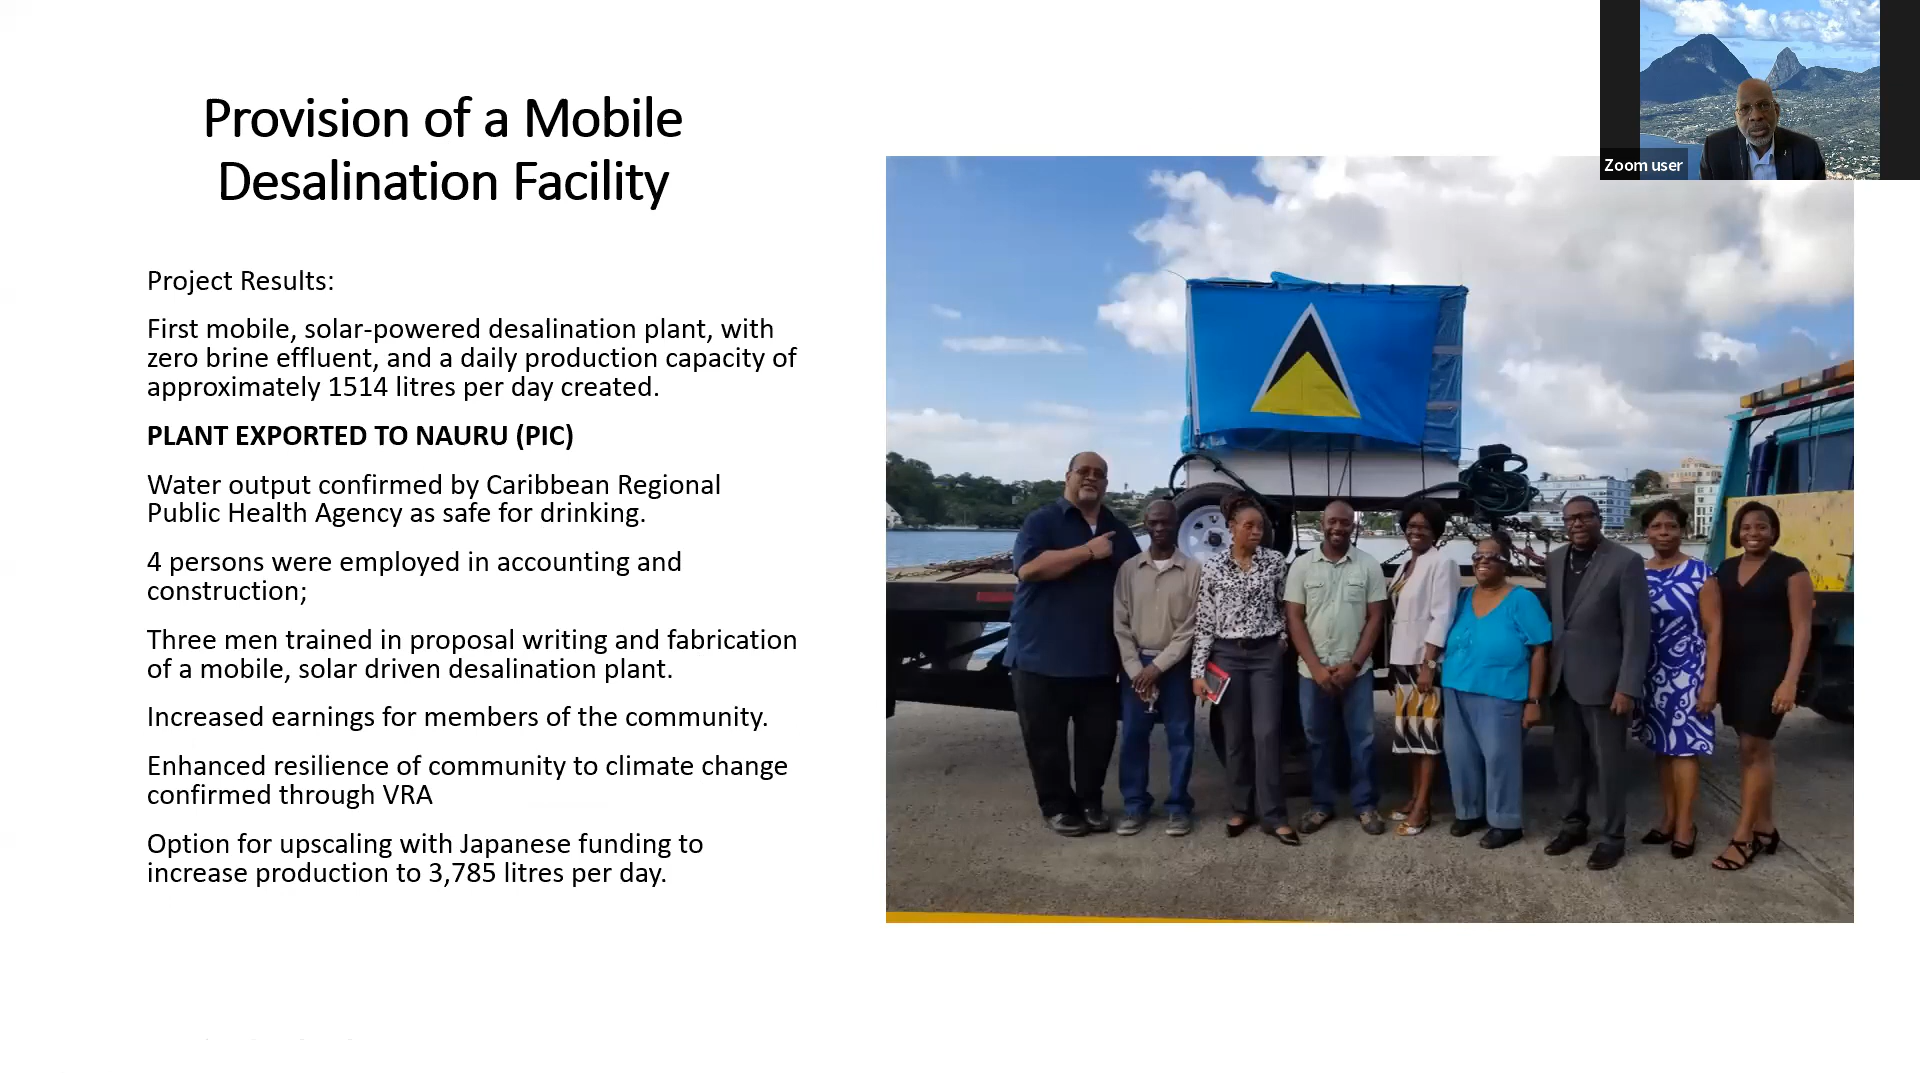 Provision of a Mobile
Desalination Facility
Project Results:
First mobile, solar-powered desalination plant, with
zero brine effluent, and a daily production capacity of
approximately 1514 litres per day created.
PLANT EXPORTED TO NAURU (PIC)
Water output confirmed by Caribbean Regional
Public Health Agency as safe for drinking.
4 persons were employed in accounting and
construction;
Three men trained in proposal writing and fabrication
of a mobile, solar driven desalination plant.
Increased earnings for members of the community.
Enhanced resilience of community to climate change
confirmed through VRA
Option for upscaling with Japanese funding to
increase production to 3,785 litres per day.
Zoom user